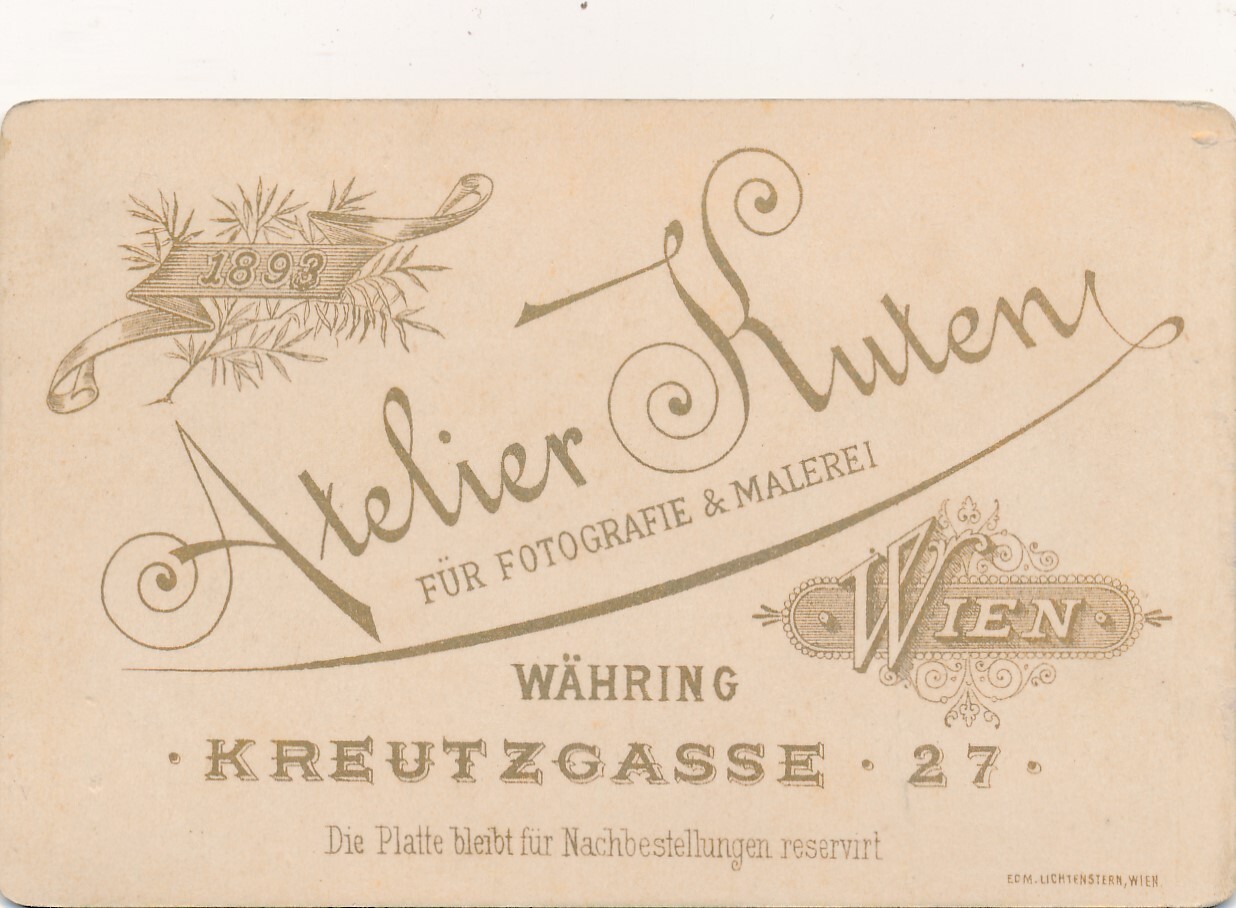 1893
Atelier Kuten
FÜR FOTOGRAFIE & MALEREI
WIEN
WÄHRING
· KREUTZGASSE · 27 ·
Die Platte bleibt für Nachbestellungen reservirt
EDM. LICHTENSTERN, WIEN